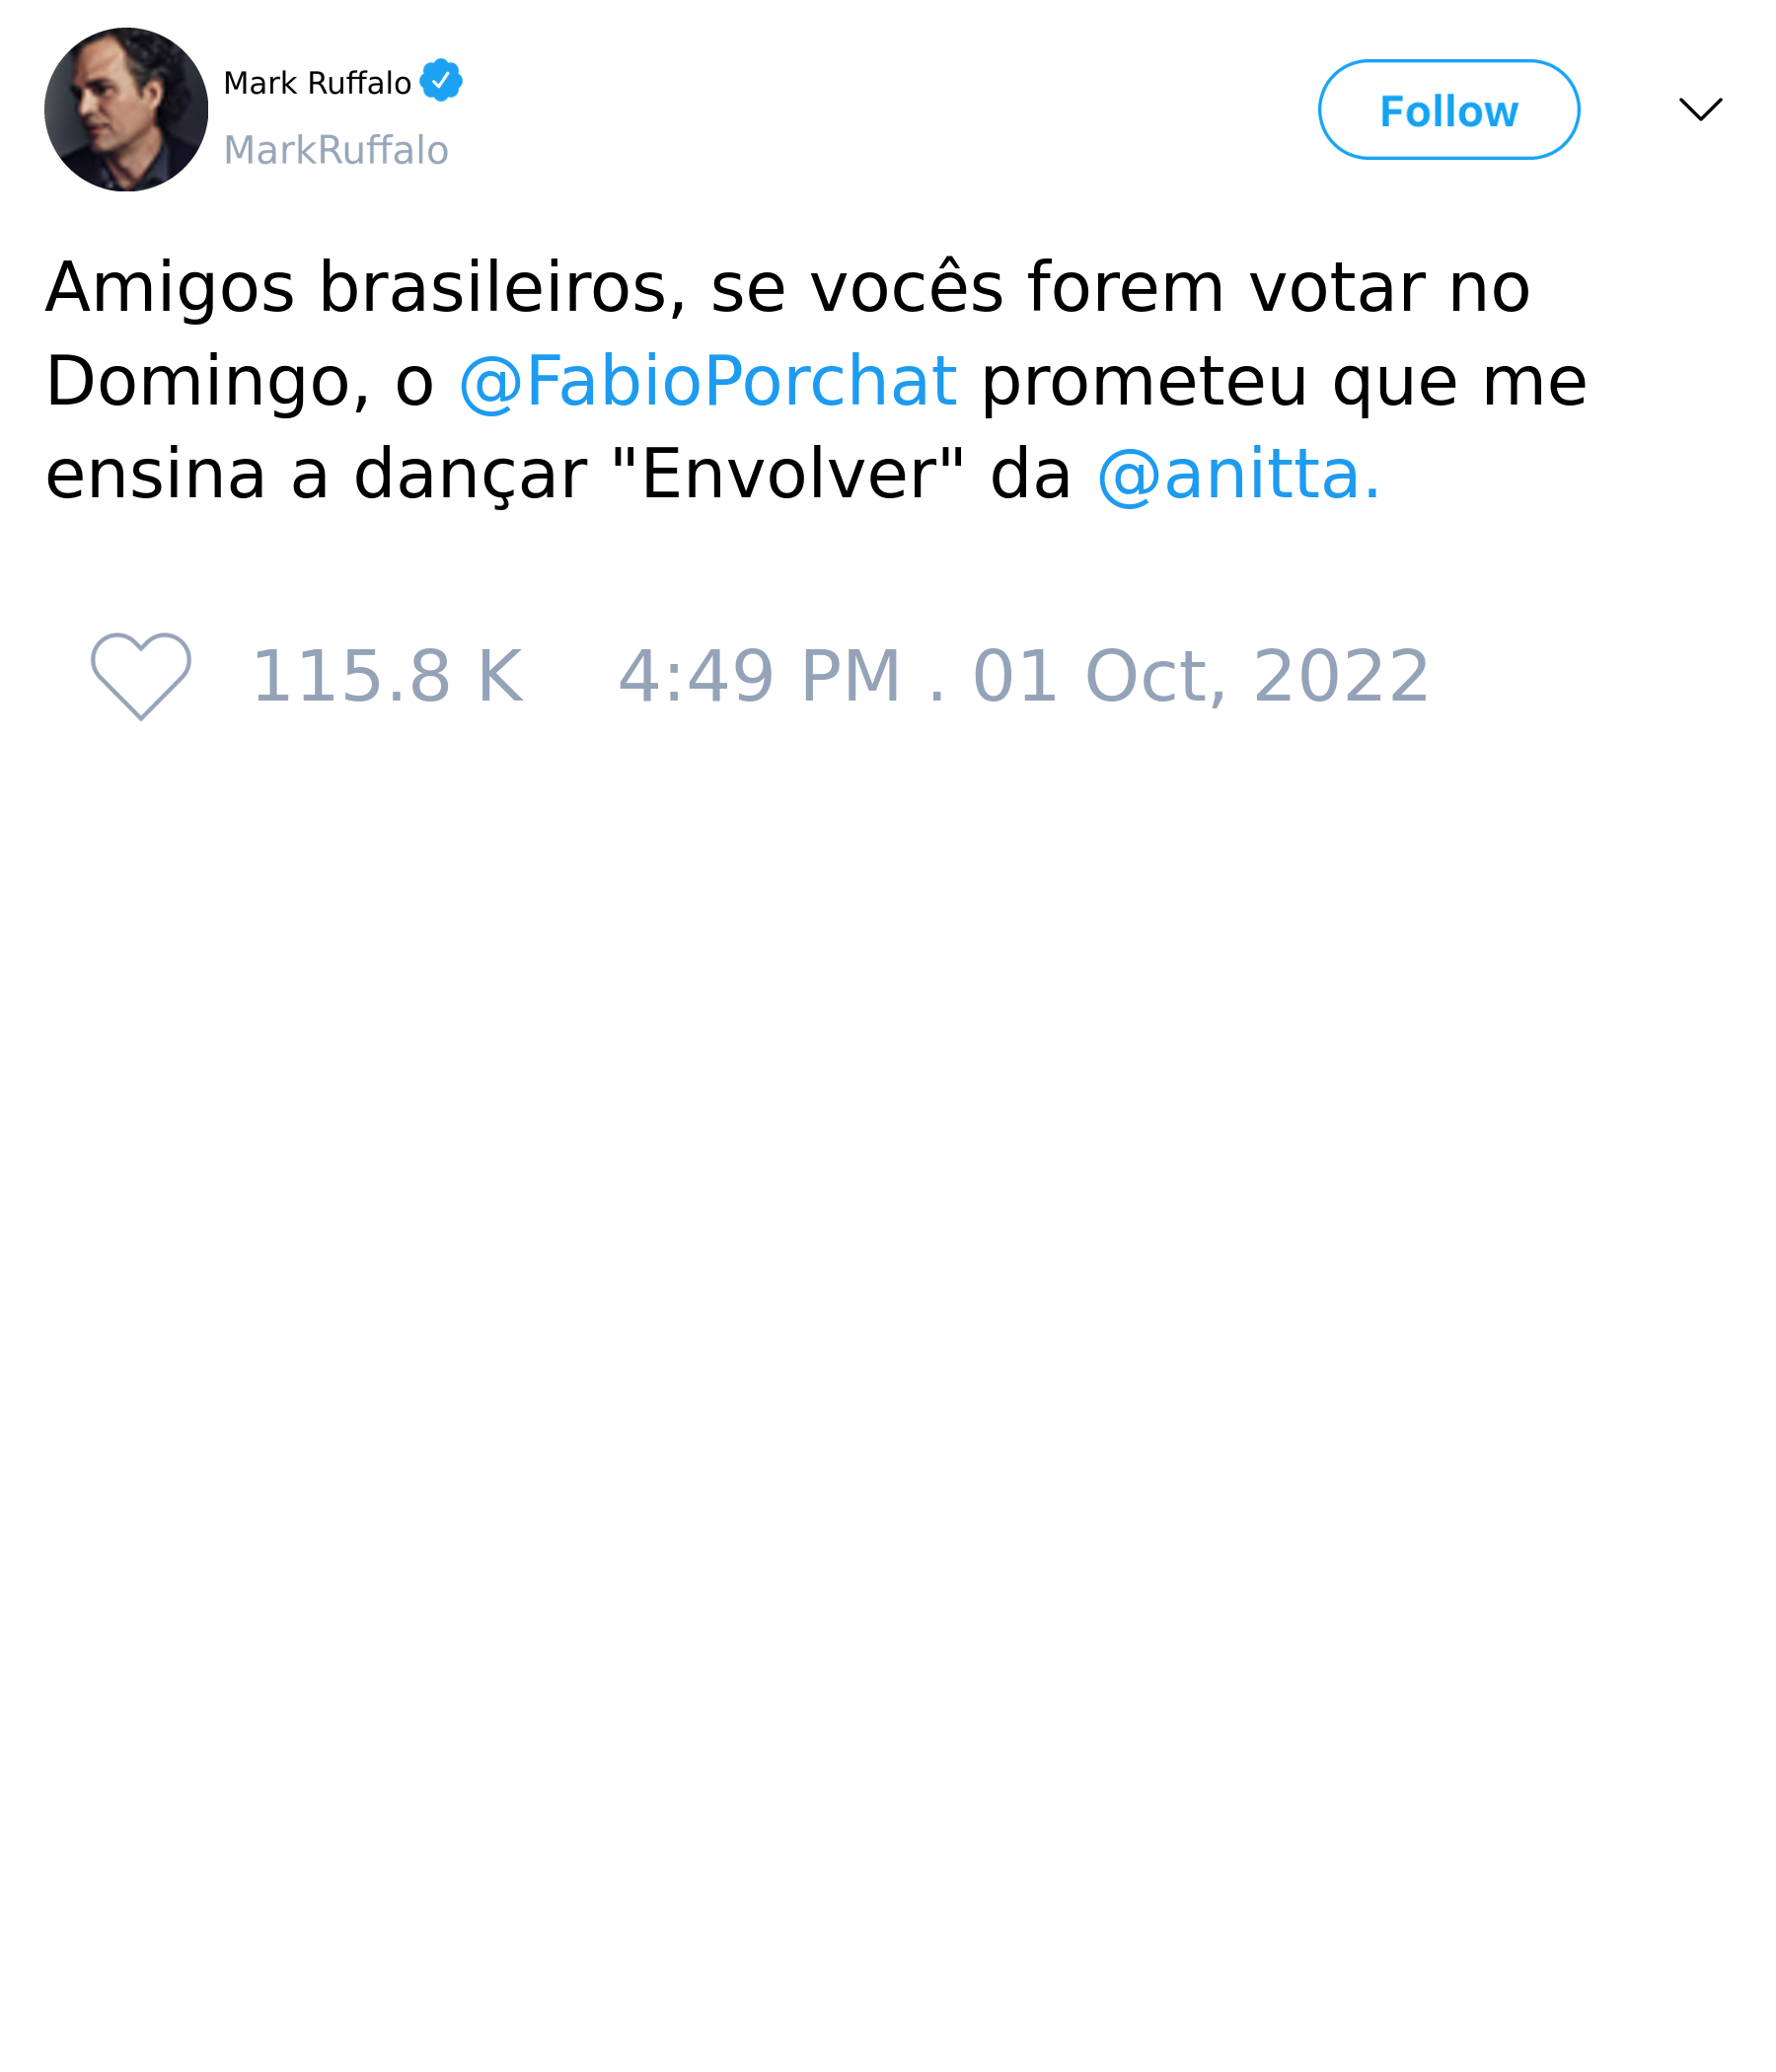 Mark Ruffalo
MarkRuffalo
Follow
Amigos brasileiros, se vocês forem votar no
Domingo, o @FabioPorchat prometeu que me
ensina a dançar "Envolver" da @anitta.
115.8 K 4:49 PM . 01 Oct, 2022